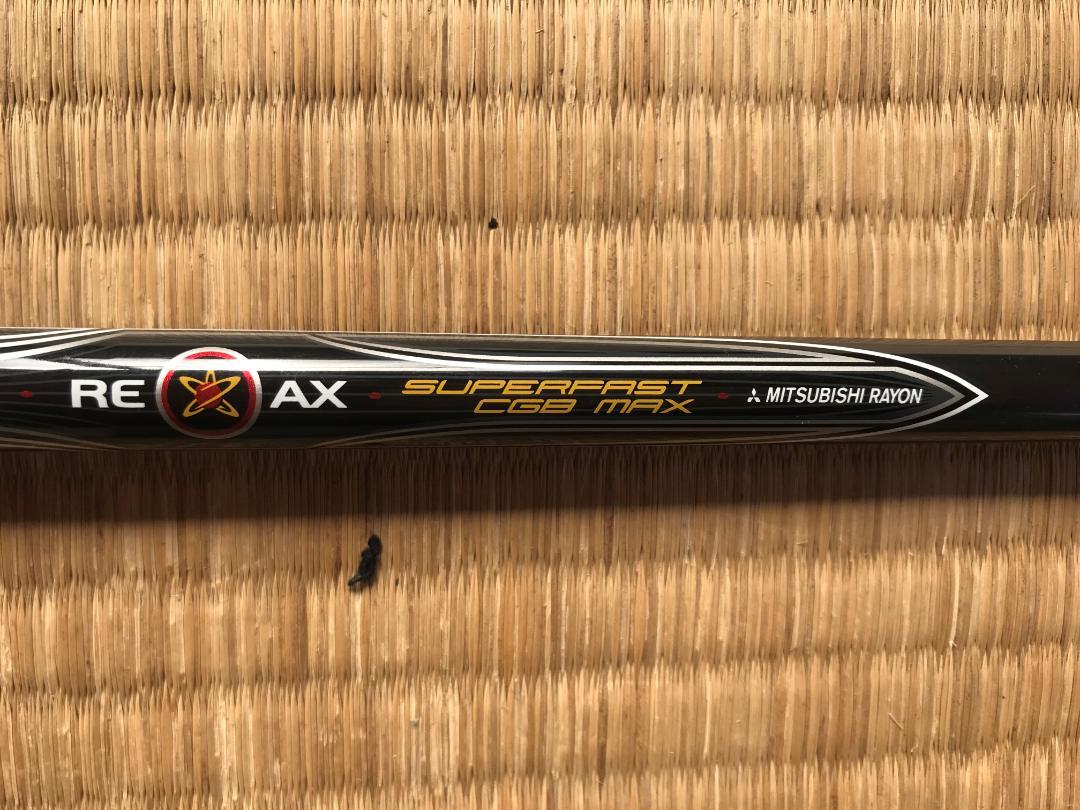 RE AX
SUPERFAST
CGB MAX
MITSUBISHI RAYON